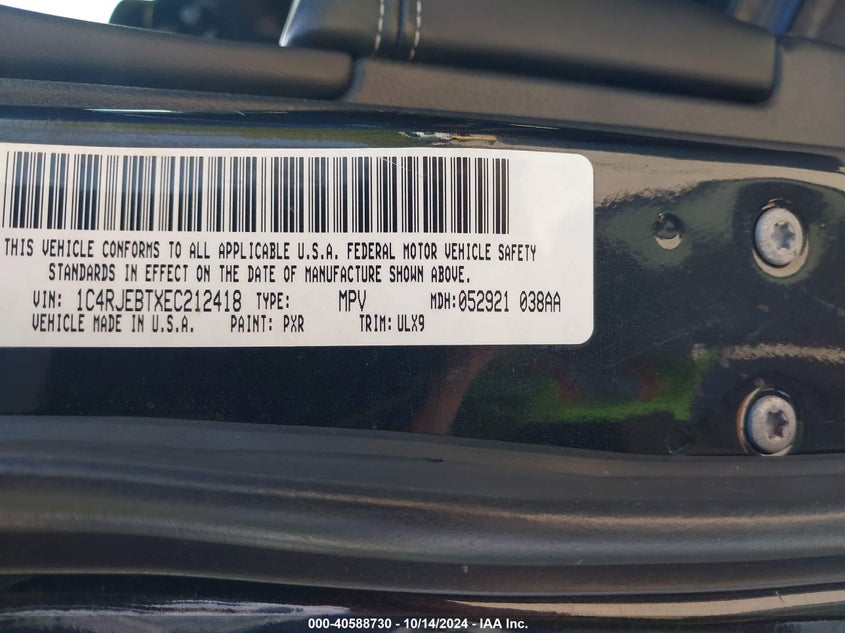 THIS VEHICLE CONFORMS TO ALL APPLICABLE U.S.A. FEDERAL MOTOR VEHICLE SAFETY
STANDARDS IN EFFECT ON THE DATE OF MANUFACTURE SHOWN ABOVE.
VIN: 1C4RJEBTXEC212418 TYPE: MPV MDH:052921 038AA
VEHICLE MADE IN U.S.A. PAINT: PXR TRIM:ULX9
000-40588730 - 10/14/2024 - IAA Inc.